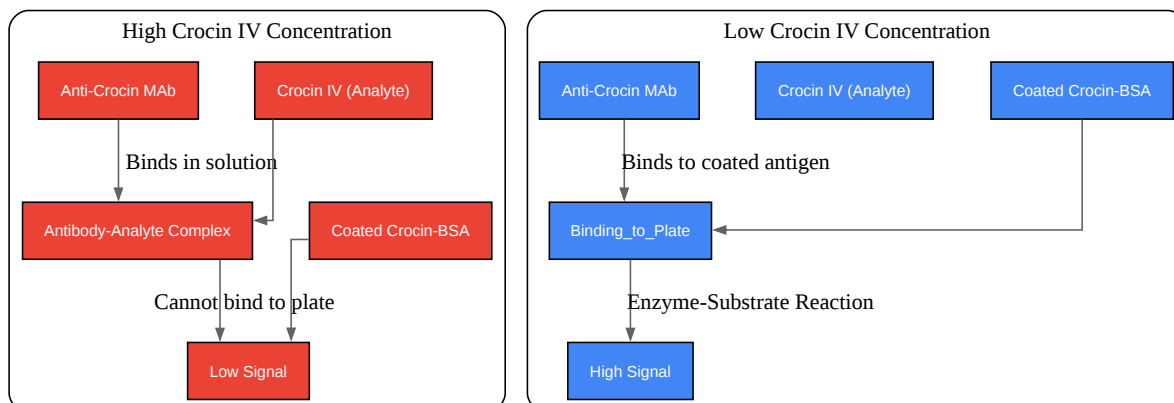 High Crocin IV Concentration
Anti-Crocin MAb
Crocin IV (Analyte)
Binds in solution
Antibody-Analyte Complex
Coated Crocin-BSA
Cannot bind to plate
Low Signal
Low Crocin IV Concentration
Anti-Crocin MAb
Crocin IV (Analyte)
Coated Crocin-BSA
Binds to coated antigen
Binding_to_Plate
Enzyme-Substrate Reaction
High Signal